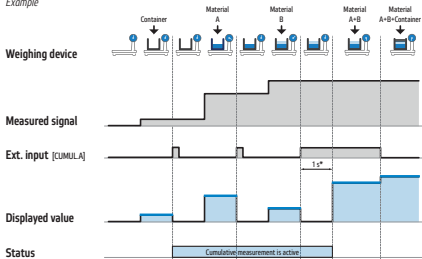 Example
Material Material Material Material
Container A B A+B A+B+Container
Weighing device
Measured signal
Ext. input [CUMUL.A]
1 s*
Displayed value
Status Cumulative measurement is active